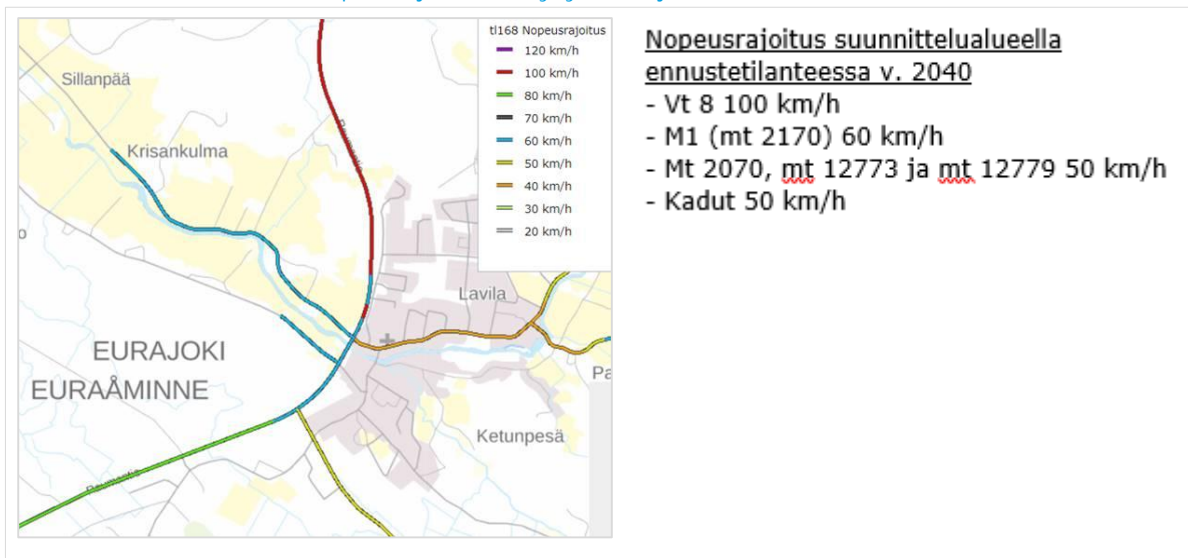 tl168 Nopeusrajoitus
120 km/h
100 km/h
80 km/h
70 km/h
60 km/h
50 km/h
40 km/h
30 km/h
20 km/h
Sillanpää
Krisankulma
Lavila
EURAJOKI
EURAÅMINNE
Pa
Ketunpesä
Nopeusrajoitus suunnittelualueella
ennustetilanteessa v. 2040
- Vt 8 100 km/h
- M1 (mt 2170) 60 km/h
- Mt 2070, mt 12773 ja mt 12779 50 km/h
- Kadut 50 km/h